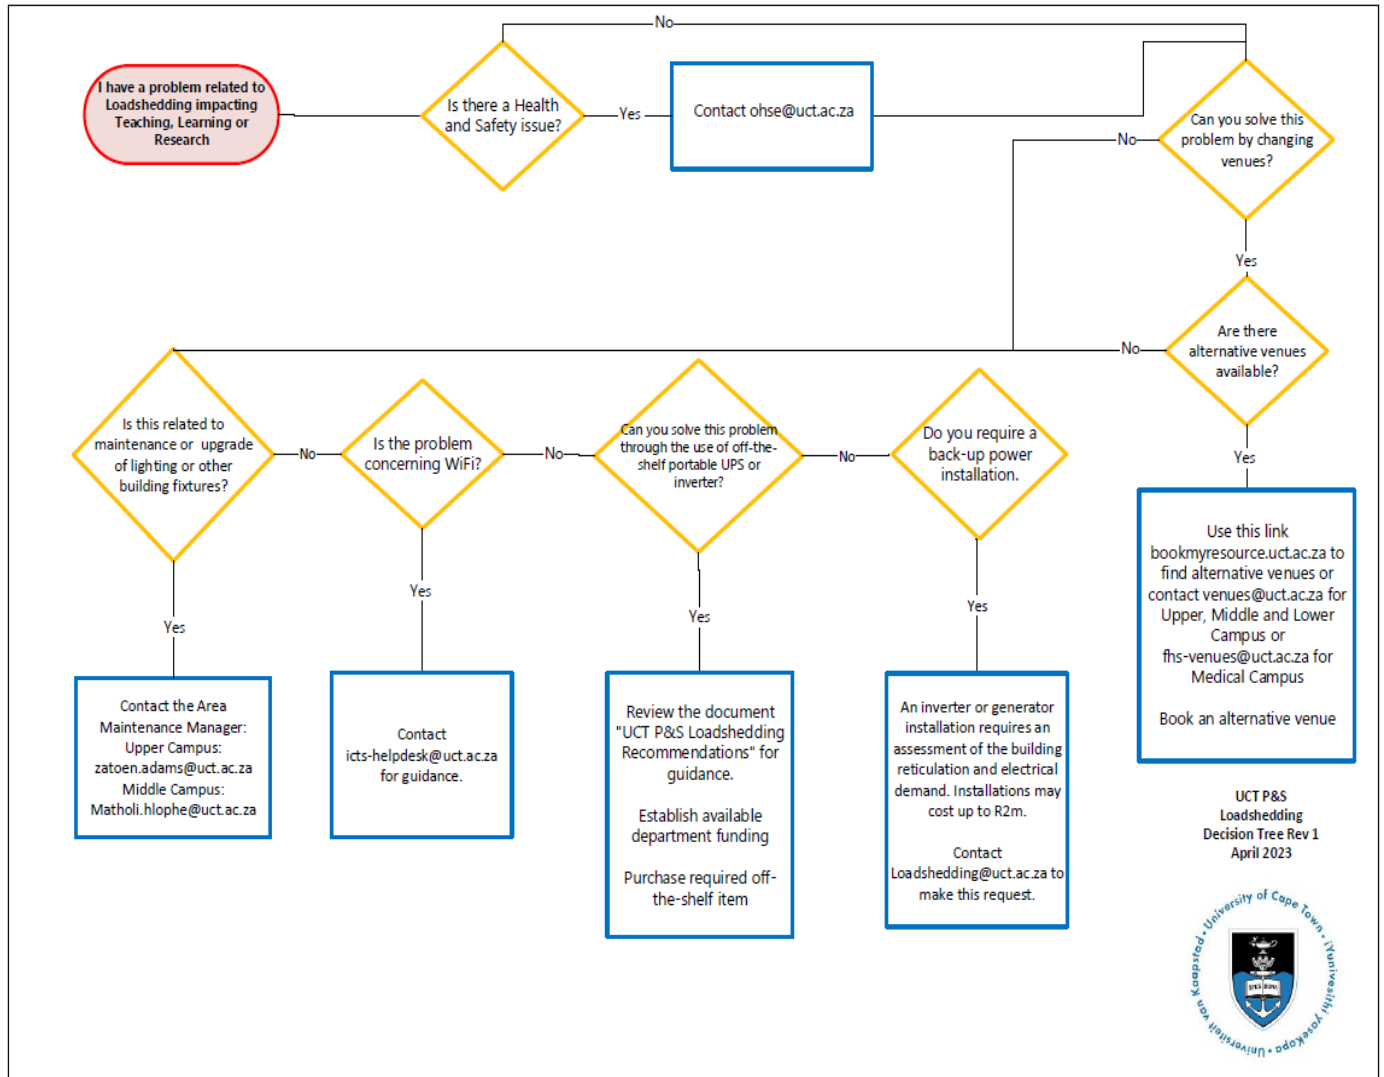 No
I have a problem related to
Loadshedding impacting
Teaching, Learning or
Research
Is there a Health
and Safety issue?
Yes
Contact ohse@uct.ac.za
Can you solve this
problem by changing
venues?
No
Yes
Are there
alternative venues
available?
No
Yes
Use this link
bookmyresource.uct.ac.za to
find alternative venues or
contact venues@uct.ac.za for
Upper, Middle and Lower
Campus or
fhs-venues@uct.ac.za for
Medical Campus
Book an alternative venue
Is this related to
maintenance or upgrade
of lighting or other
building fixtures?
No
Yes
Contact the Area
Maintenance Manager:
Upper Campus:
zatoen.adams@uct.ac.za
Middle Campus:
Matholi.hlophe@uct.ac.za
Is the problem
concerning WiFi?
No
Yes
Contact
icts-helpdesk@uct.ac.za
for guidance.
Can you solve this problem
through the use of off-the-
shelf portable UPS or
inverter?
No
Yes
Review the document
"UCT P&S Loadshedding
Recommendations" for
guidance.
Establish available
department funding
Purchase required off-
the-shelf item
Do you require a
back-up power
installation.
Yes
An inverter or generator
installation requires an
assessment of the building
reticulation and electrical
demand. Installations may
cost up to R2m.
Contact
Loadshedding@uct.ac.za to
make this request.
UCT P&S
Loadshedding
Decision Tree Rev 1
April 2023
University of Cape Town • iYunivesithi yaseKapa • Universiteit van Kaapstad •
SPES BONA